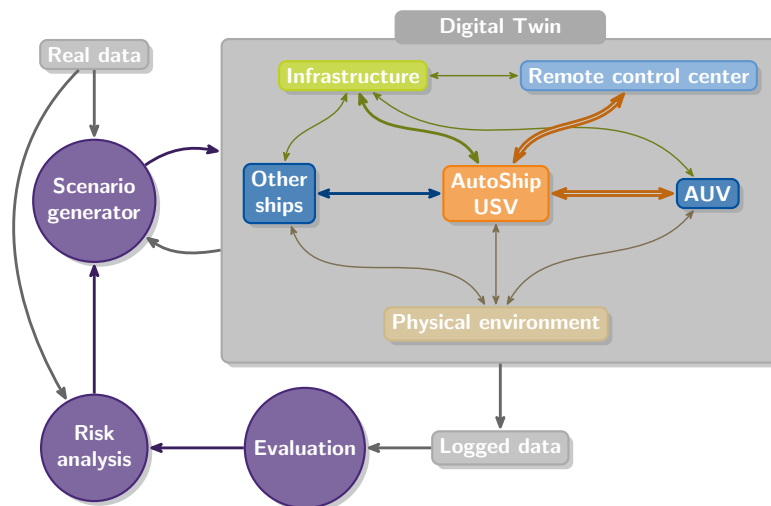 Digital Twin
Real data
Infrastructure
Remote control center
Scenario
generator
Other
ships
AutoShip
USV
AUV
Physical environment
Risk
analysis
Evaluation
Logged data